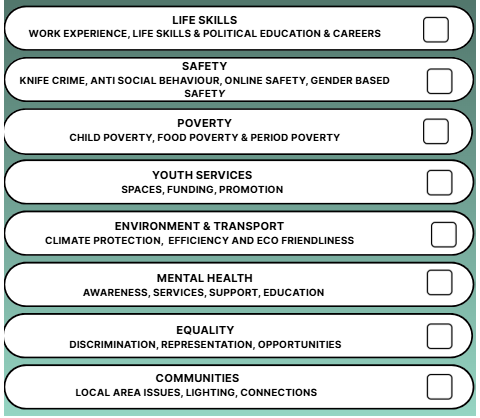 LIFE SKILLS
WORK EXPERIENCE, LIFE SKILLS & POLITICAL EDUCATION & CAREERS
SAFETY
KNIFE CRIME, ANTI SOCIAL BEHAVIOUR, ONLINE SAFETY, GENDER BASED
SAFETY
POVERTY
CHILD POVERTY, FOOD POVERTY & PERIOD POVERTY
YOUTH SERVICES
SPACES, FUNDING, PROMOTION
ENVIRONMENT & TRANSPORT
CLIMATE PROTECTION, EFFICIENCY AND ECO FRIENDLINESS
MENTAL HEALTH
AWARENESS, SERVICES, SUPPORT, EDUCATION
EQUALITY
DISCRIMINATION, REPRESENTATION, OPPORTUNITIES
COMMUNITIES
LOCAL AREA ISSUES, LIGHTING, CONNECTIONS